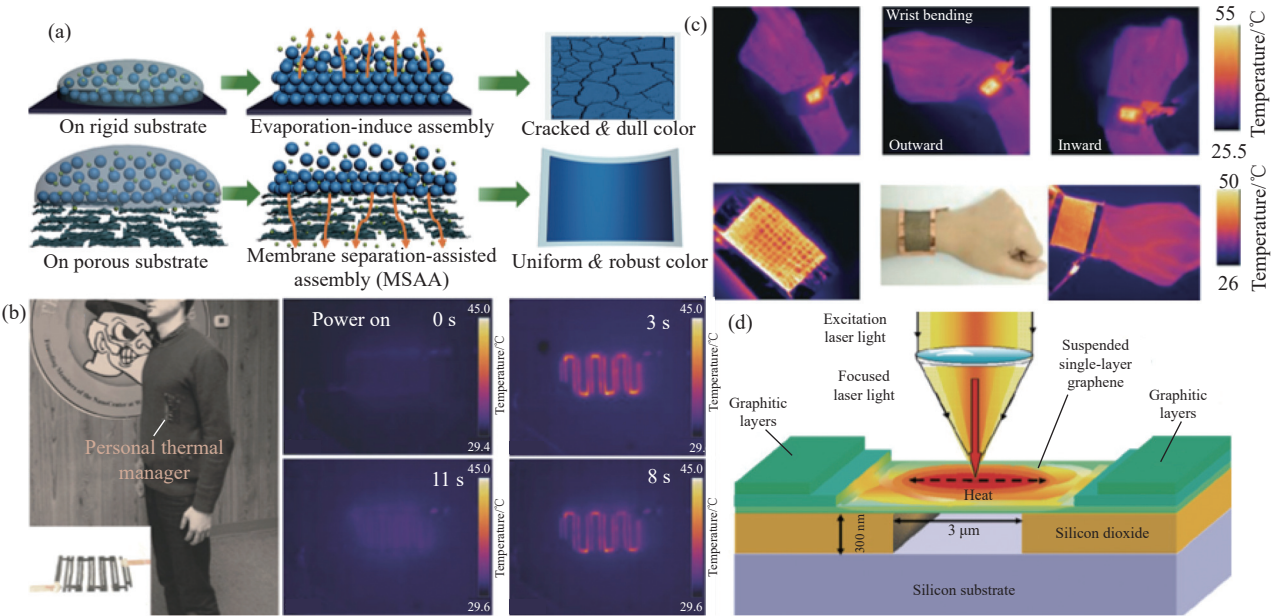 (a)
On rigid substrate
Evaporation-induce assembly
Cracked & dull color
On porous substrate
Membrane separation-assisted
assembly (MSAA)
Uniform & robust color
(b)
Personal thermal
manager
Power on
0 s
45.0
Temperature/℃
29.4
3 s
45.0
Temperature/℃
29.4
11 s
45.0
Temperature/℃
29.6
8 s
45.0
Temperature/℃
29.6
(c)
Wrist bending
Outward
Inward
55
Temperature/℃
25.5
50
Temperature/℃
26
(d)
Excitation
laser light
Focused
laser light
Suspended
single-layer
graphene
Graphitic
layers
Graphitic
layers
Heat
300 nm
3 μm
Silicon dioxide
Silicon substrate